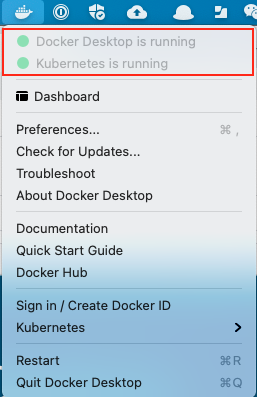 Docker Desktop is running
Kubernetes is running
Dashboard
Preferences... ⌘ ,
Check for Updates...
Troubleshoot
About Docker Desktop
Documentation
Quick Start Guide
Docker Hub
Sign in / Create Docker ID
Kubernetes
Restart ⌘R
Quit Docker Desktop ⌘Q